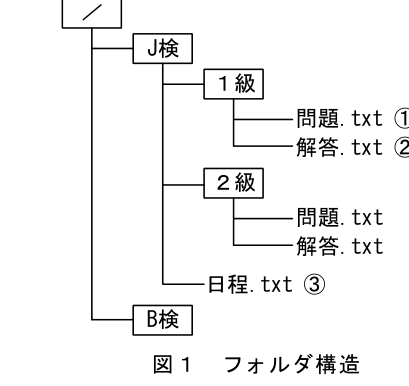 ／
J検
１級
問題.txt ①
解答.txt ②
２級
問題.txt
解答.txt
日程.txt ③
B検
図１　フォルダ構造